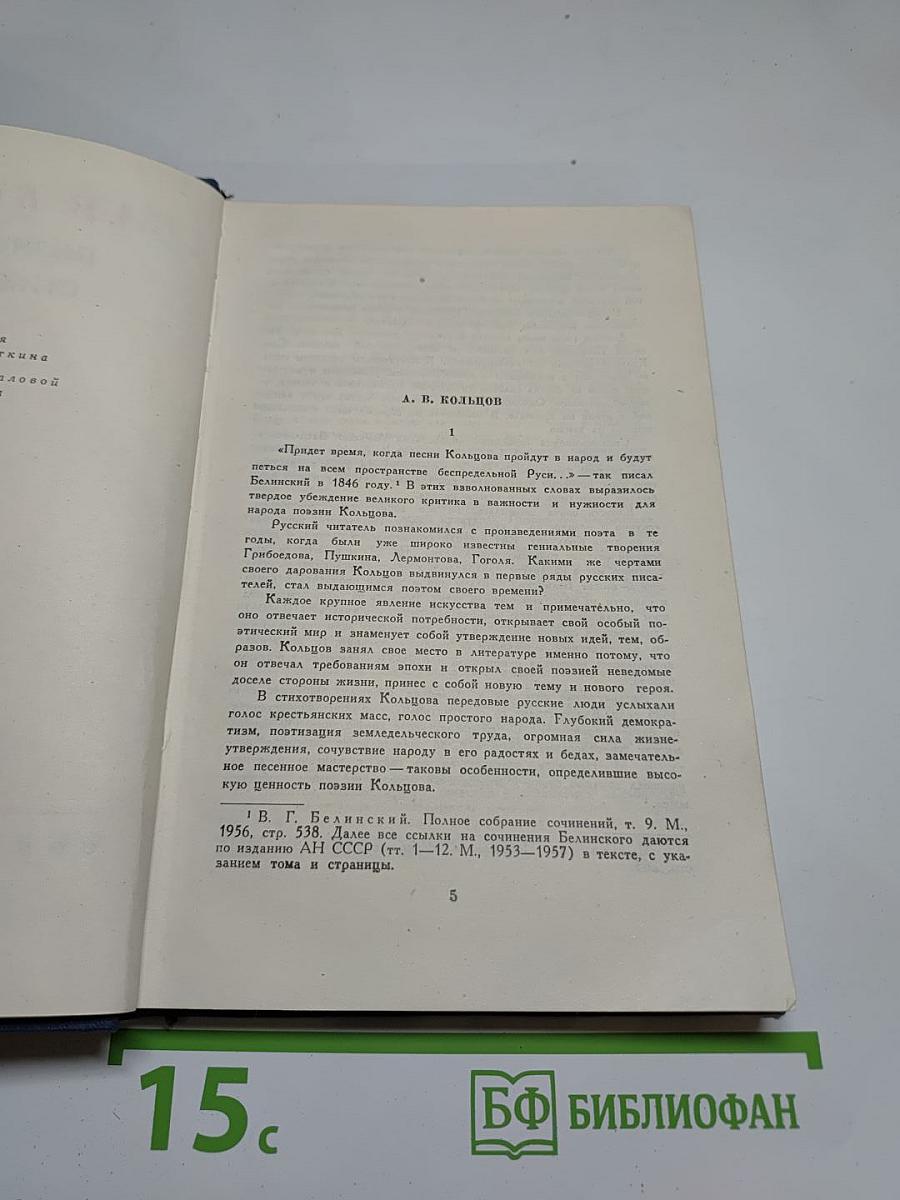 я
ткина
аловой
А. В. КОЛЬЦОВ
1
«Придет время, когда песни Кольцова пройдут в народ и будут
петься на всем пространстве беспредельной Руси...» — так писал
Белинский в 1846 году.¹ В этих взволнованных словах выразилось
твердое убеждение великого критика в важности и нужности для
народа поэзии Кольцова.
Русский читатель познакомился с произведениями поэта в те
годы, когда были уже широко известны гениальные творения
Грибоедова, Пушкина, Лермонтова, Гоголя. Какими же чертами
своего дарования Кольцов выдвинулся в первые ряды русских писа-
телей, стал выдающимся поэтом своего времени?
Каждое крупное явление искусства тем и примечательно, что
оно отвечает исторической потребности, открывает свой особый по-
этический мир и знаменует собой утверждение новых идей, тем, об-
разов. Кольцов занял свое место в литературе именно потому, что
он отвечал требованиям эпохи и открыл своей поэзией неведомые
доселе стороны жизни, принес с собой новую тему и нового героя.
В стихотворениях Кольцова передовые русские люди услыхали
голос крестьянских масс, голос простого народа. Глубокий демокра-
тизм, поэтизация земледельческого труда, огромная сила жизне-
утверждения, сочувствие народу в его радостях и бедах, замечатель-
ное песенное мастерство — таковы особенности, определившие высо-
кую ценность поэзии Кольцова.
¹ В. Г. Белинский. Полное собрание сочинений, т. 9. М.,
1956, стр. 538. Далее все ссылки на сочинения Белинского даются
по изданию АН СССР (тт. 1—12. М., 1953—1957) в тексте, с ука-
занием тома и страницы.
5
15с
БФ БИБЛИОФАН